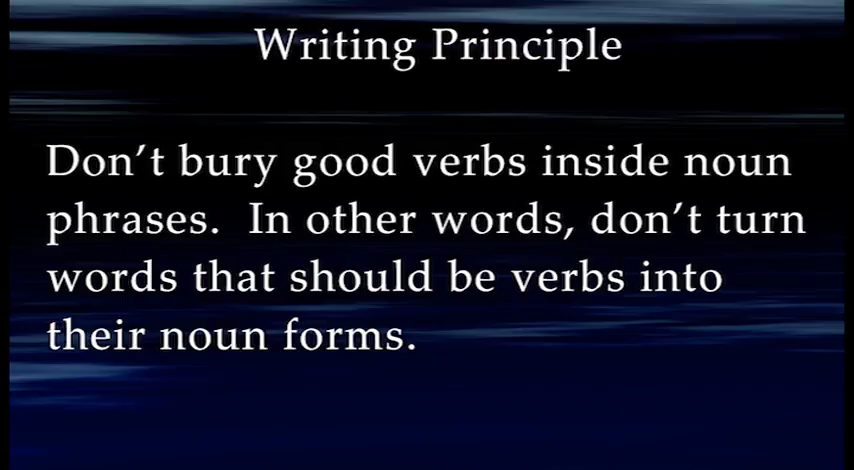 Writing Principle
Don’t bury good verbs inside noun
phrases.  In other words, don’t turn
words that should be verbs into
their noun forms.